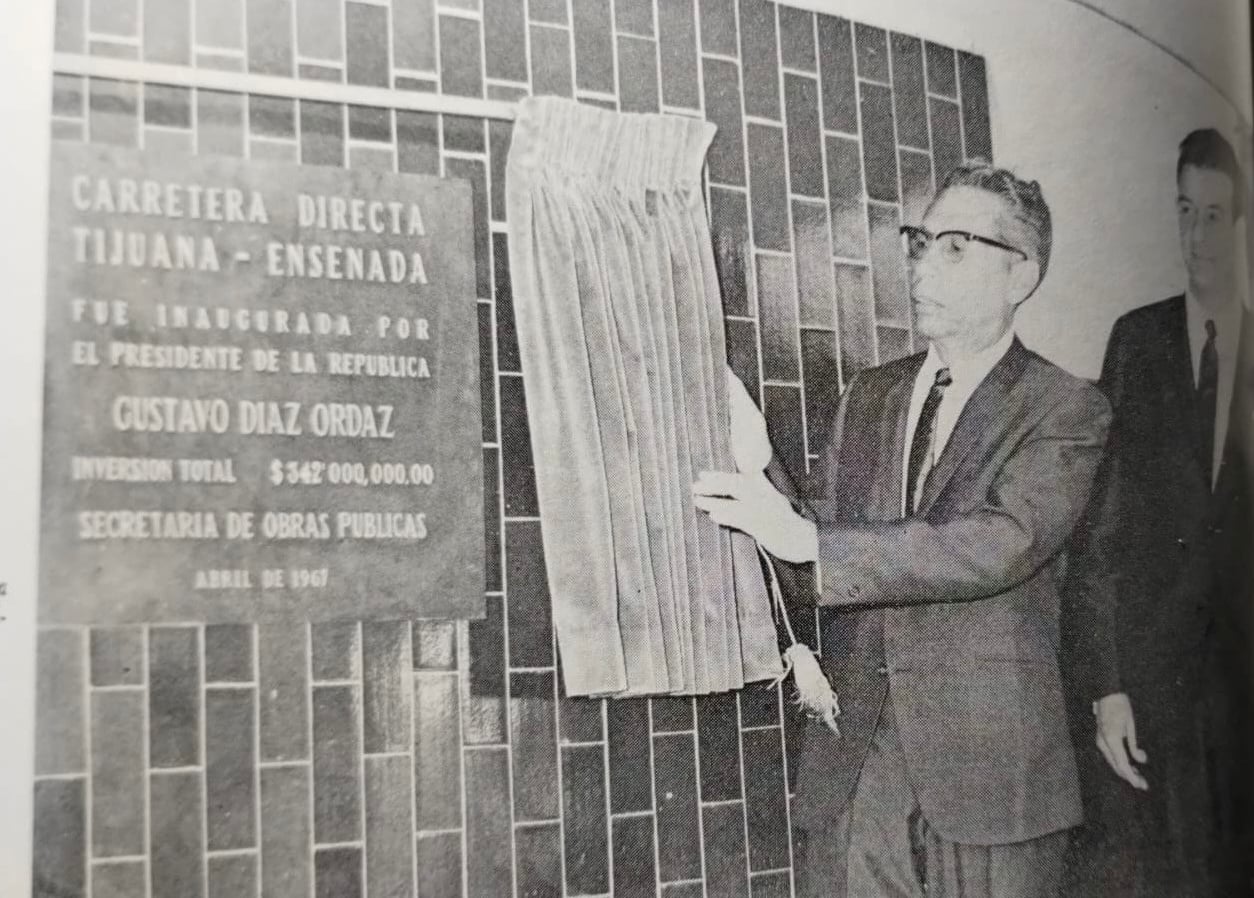 CARRETERA DIRECTA
TIJUANA - ENSENADA
FUE INAUGURADA POR
EL PRESIDENTE DE LA REPUBLICA
GUSTAVO DIAZ ORDAZ
INVERSION TOTAL $342'000,000.00
SECRETARIA DE OBRAS PUBLICAS
ABRIL DE 1967